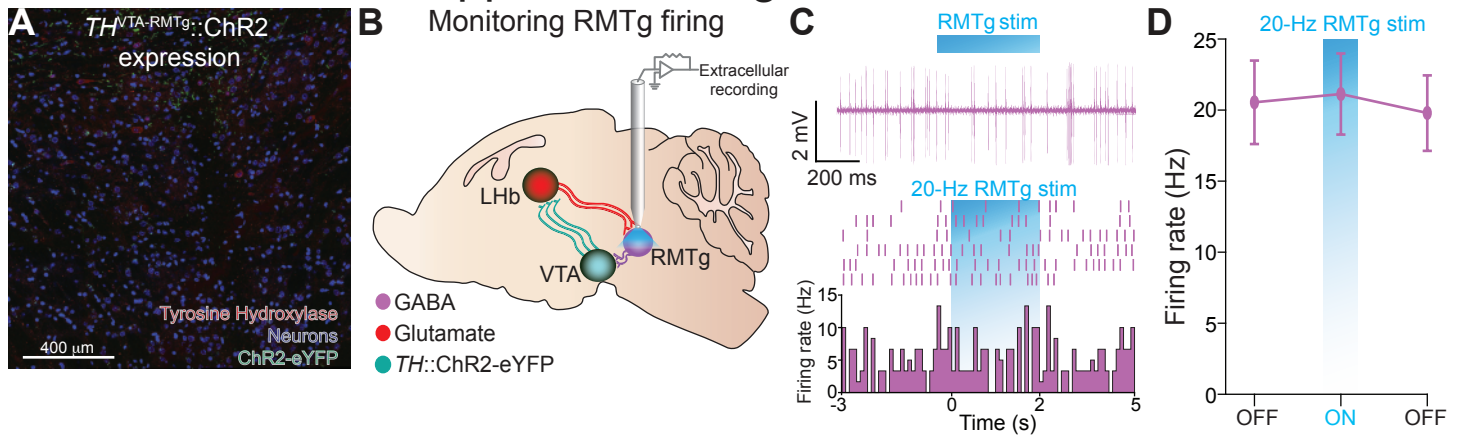 A
TH^VTA-RMTg::ChR2
expression
Tyrosine Hydroxylase
Neurons
ChR2-eYFP
400 µm
B
Monitoring RMTg firing
Extracellular
recording
LHb
VTA
RMTg
GABA
Glutamate
TH::ChR2-eYFP
C
RMTg stim
2 mV
200 ms
20-Hz RMTg stim
Firing rate (Hz)
15
10
5
0
-3
0
2
5
Time (s)
D
20-Hz RMTg stim
Firing rate (Hz)
25
20
15
10
5
0
OFF
ON
OFF